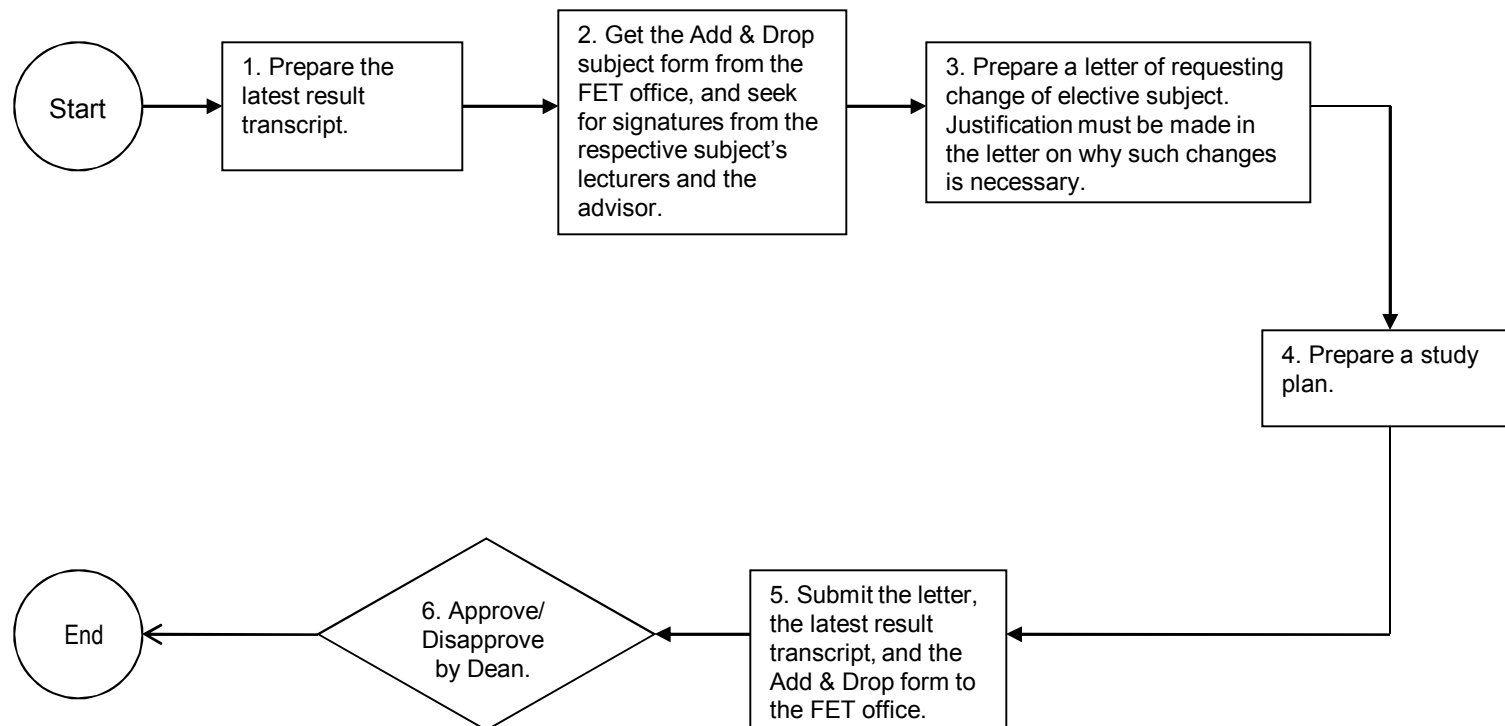 Start
1. Prepare the
latest result
transcript.
2. Get the Add & Drop
subject form from the
FET office, and seek
for signatures from the
respective subject’s
lecturers and the
advisor.
3. Prepare a letter of requesting
change of elective subject.
Justification must be made in
the letter on why such changes
is necessary.
4. Prepare a study
plan.
5. Submit the letter,
the latest result
transcript, and the
Add & Drop form to
the FET office.
6. Approve/
Disapprove
by Dean.
End